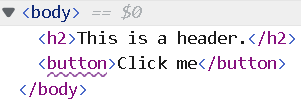 ▼ <body> == $0
<h2>This is a header.</h2>
<button>Click me</button>
</body>